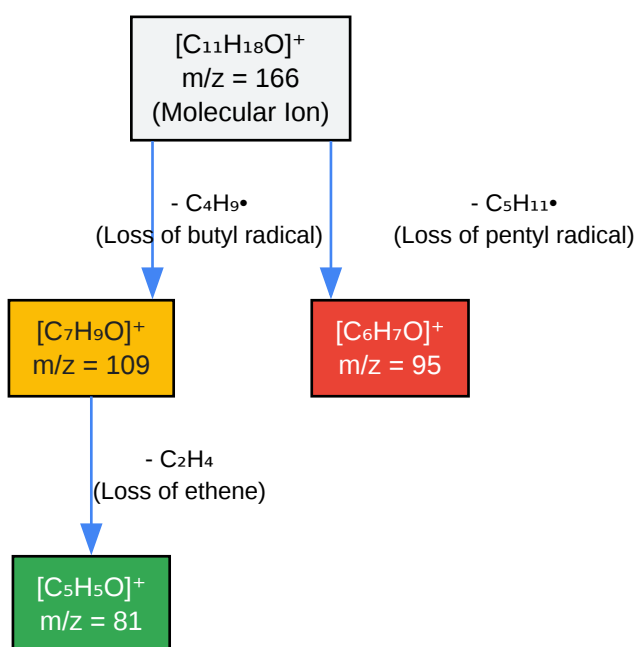 [C₁₁H₁₈O]⁺
m/z = 166
(Molecular Ion)
- C₄H₉•
(Loss of butyl radical)
- C₅H₁₁•
(Loss of pentyl radical)
[C₇H₉O]⁺
m/z = 109
[C₆H₇O]⁺
m/z = 95
- C₂H₄
(Loss of ethene)
[C₅H₅O]⁺
m/z = 81